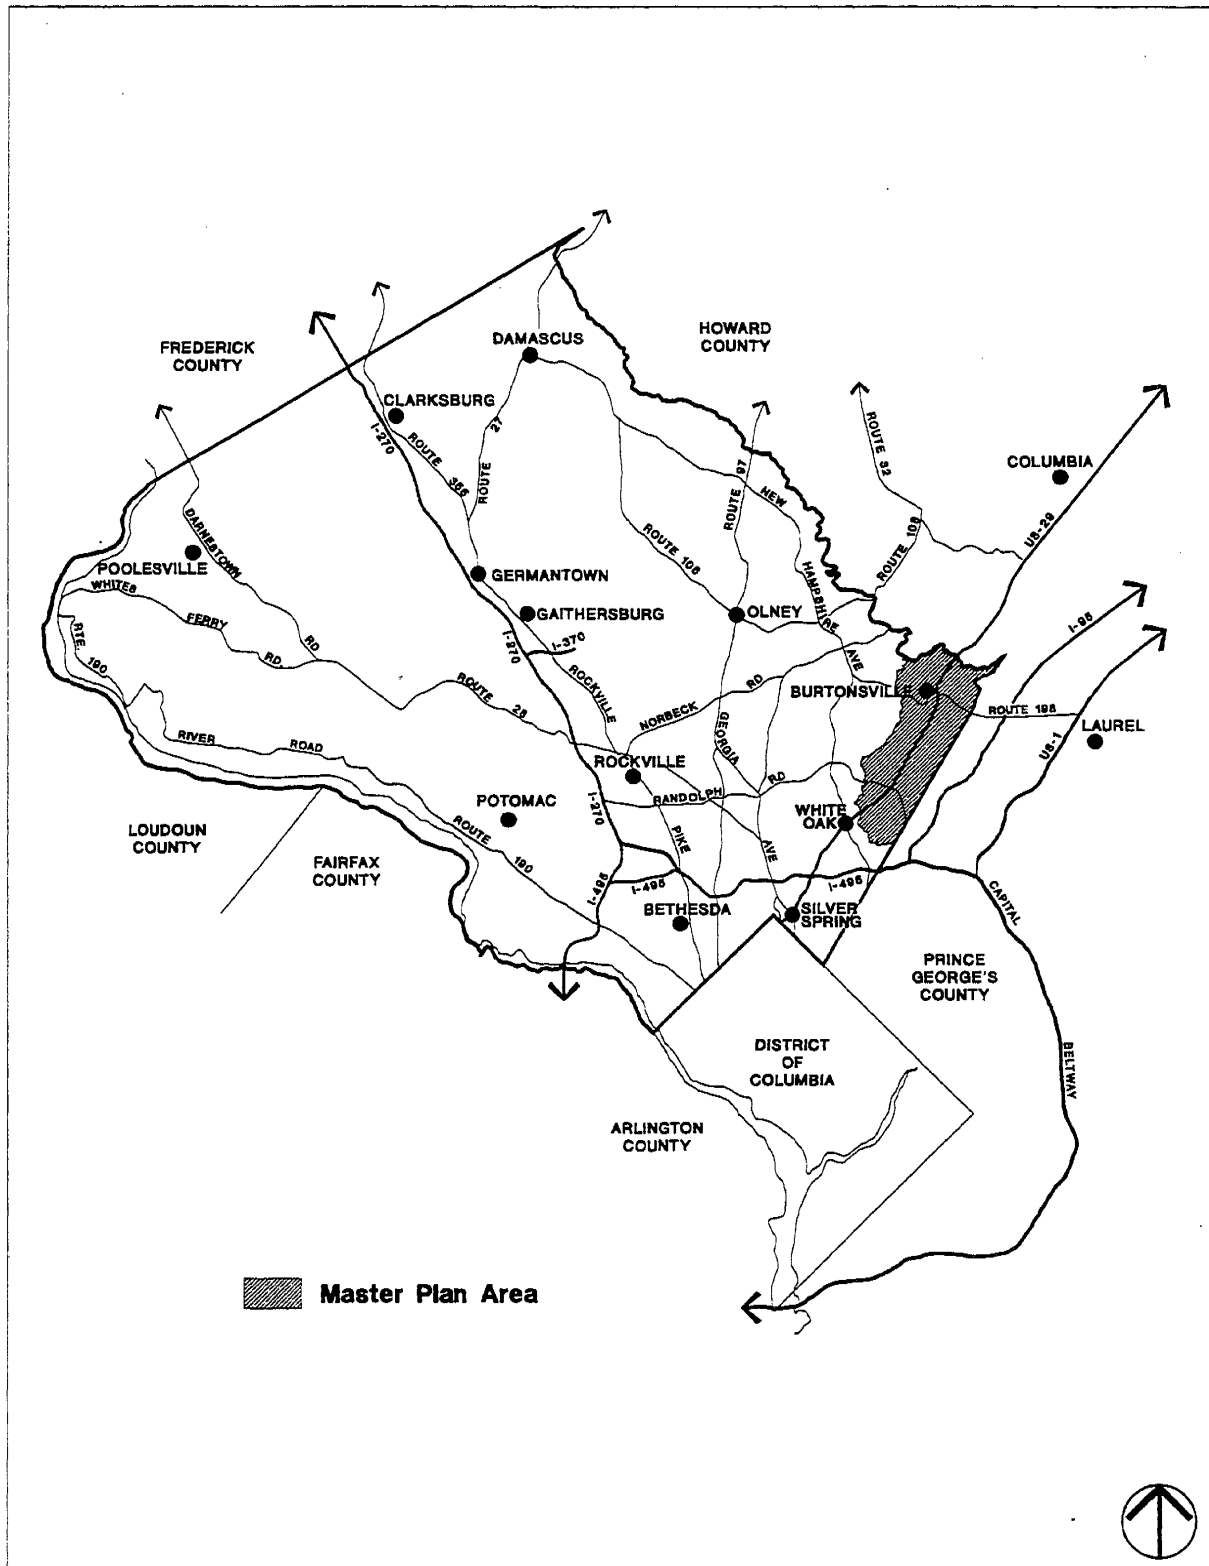 DAMASCUS
HOWARD
COUNTY
FREDERICK
COUNTY
CLARKSBURG
I-270
ROUTE 355
ROUTE 27
ROUTE 97
ROUTE 32
COLUMBIA
NEW HAMPSHIRE AVE
US-29
DARNESTOWN RD
POOLESVILLE
WHITES FERRY RD.
ROUTE 108
ROUTE 108
GERMANTOWN
GAITHERSBURG
OLNEY
I-95
RTE. 190
I-270
I-370
ROCKVILLE PIKE
ROUTE 28
NORBECK RD
BURTONSVILLE
ROUTE 198
LAUREL
US-1
RIVER ROAD
GEORGIA AVE
ROCKVILLE
RANDOLPH RD
POTOMAC
I-270
WHITE
OAK
LOUDOUN
COUNTY
ROUTE 190
FAIRFAX
COUNTY
I-495
I-495
I-495
CAPITAL BELTWAY
BETHESDA
SILVER
SPRING
PRINCE
GEORGE'S
COUNTY
DISTRICT
OF
COLUMBIA
ARLINGTON
COUNTY
Master Plan Area